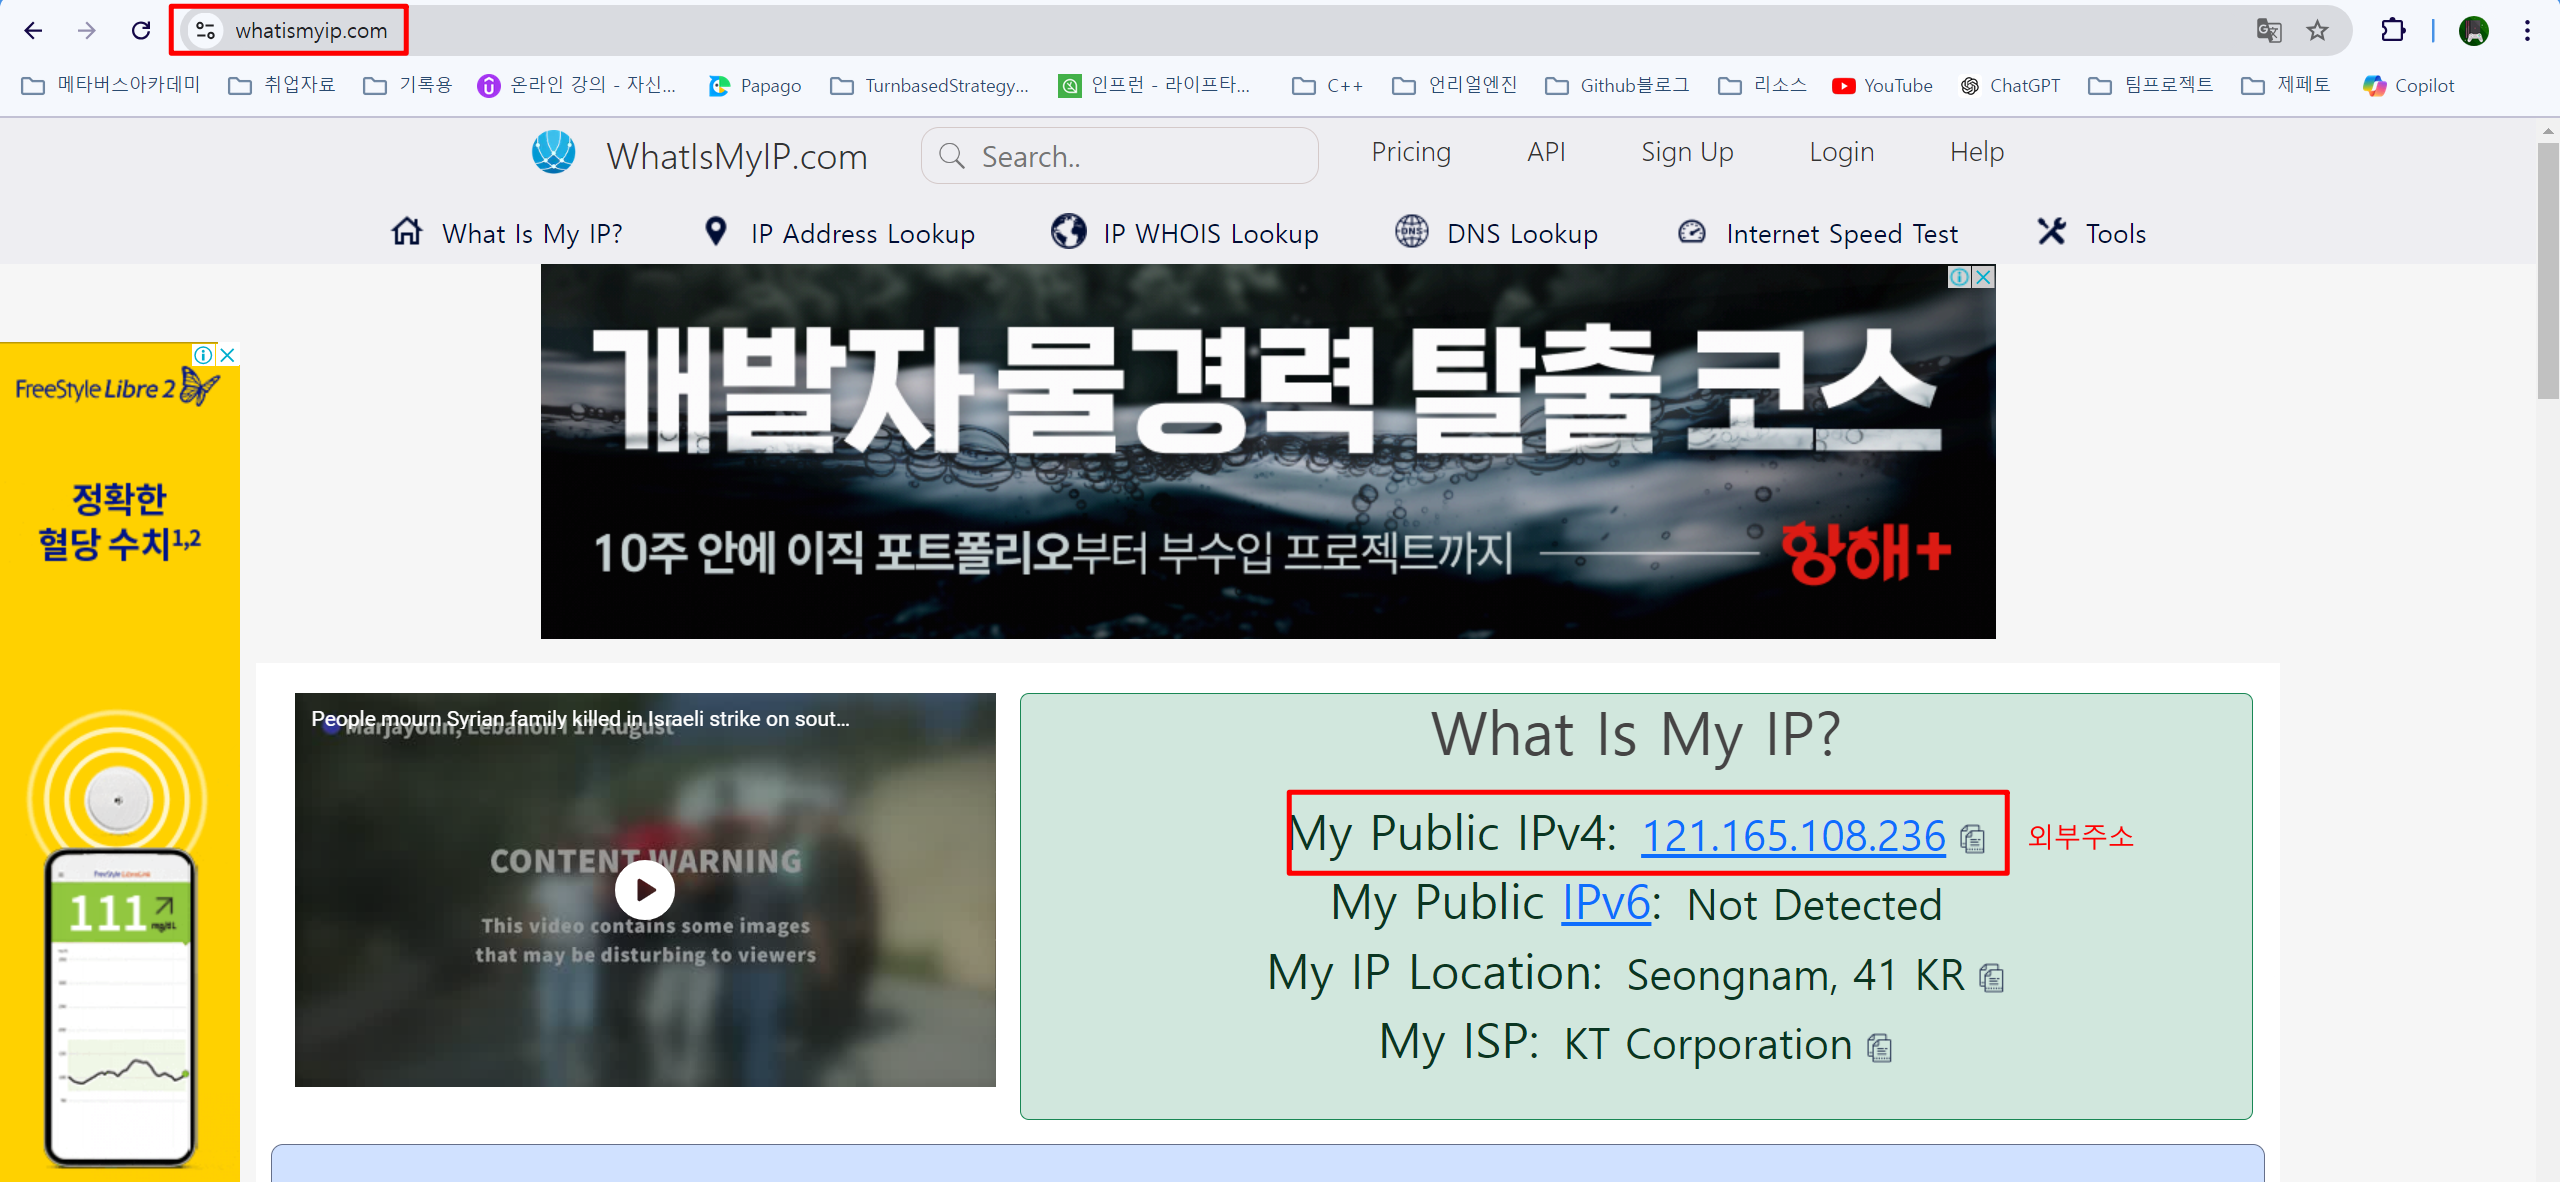 whatismyip.com
메타버스아카데미 취업자료 기록용 온라인 강의 - 자신... Papago TurnbasedStrategy... 인프런 - 라이프타... C++ 언리얼엔진 Github블로그 리소스 YouTube ChatGPT 팀프로젝트 제페토 Copilot
WhatIsMyIP.com Search.. Pricing API Sign Up Login Help
What Is My IP? IP Address Lookup IP WHOIS Lookup DNS Lookup Internet Speed Test Tools
개발자 물경력 탈출 코스
10주 안에 이직 포트폴리오부터 부수입 프로젝트까지 항해+
FreeStyle Libre 2
정확한
혈당 수치1,2
111
mg/dL
People mourn Syrian family killed in Israeli strike on sout...
Marjayoun, Lebanon | 17 August
CONTENT WARNING
This video contains some images
that may be disturbing to viewers
What Is My IP?
My Public IPv4: 121.165.108.236 외부주소
My Public IPv6: Not Detected
My IP Location: Seongnam, 41 KR
My ISP: KT Corporation